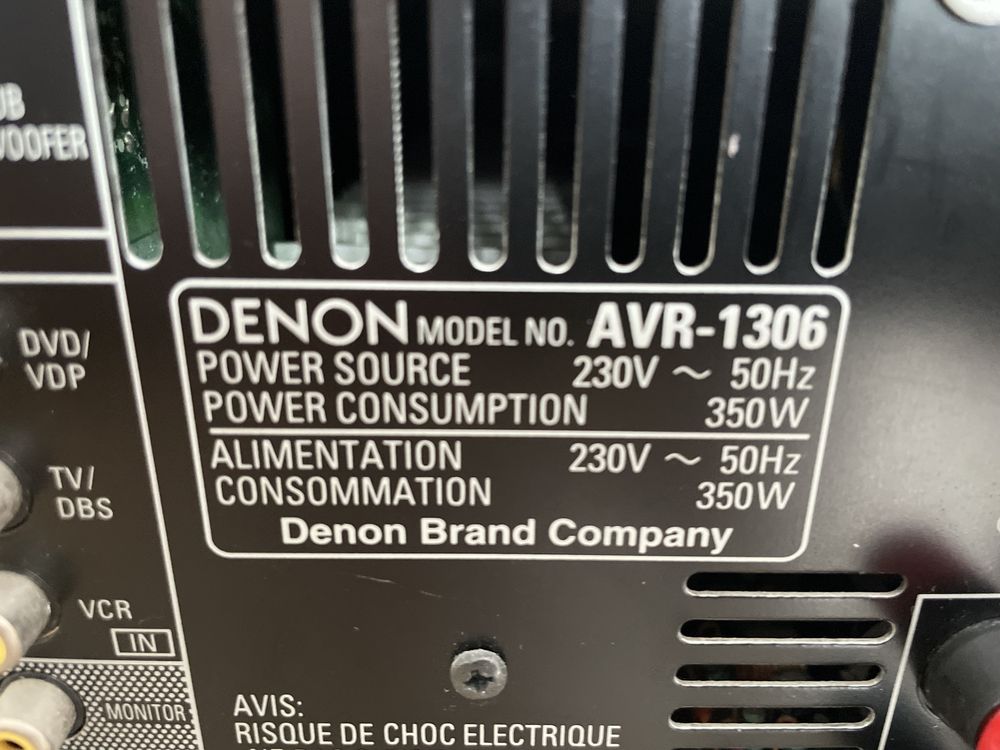 WOOFER
DENON MODEL NO. AVR-1306
POWER SOURCE 230V ~ 50Hz
POWER CONSUMPTION 350W
ALIMENTATION 230V ~ 50Hz
CONSOMMATION 350W
Denon Brand Company
DVD/
VDP
TV/
DBS
VCR
IN
MONITOR
AVIS:
RISQUE DE CHOC ELECTRIQUE